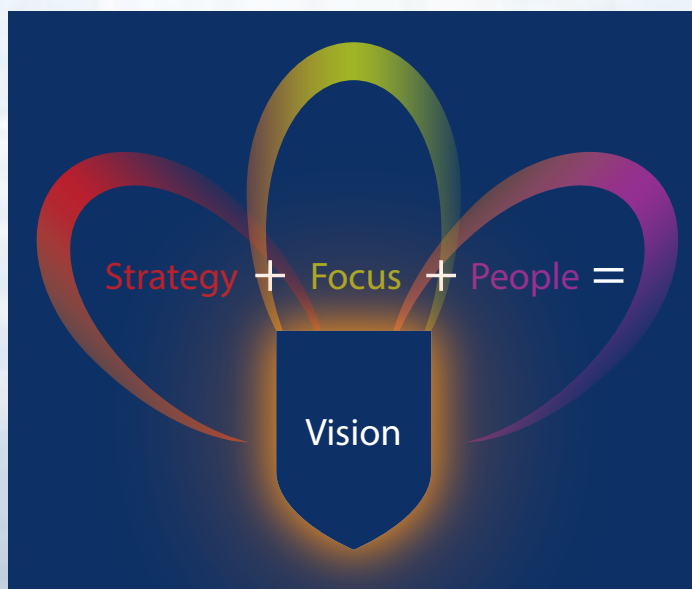 Strategy + Focus + People =
Vision